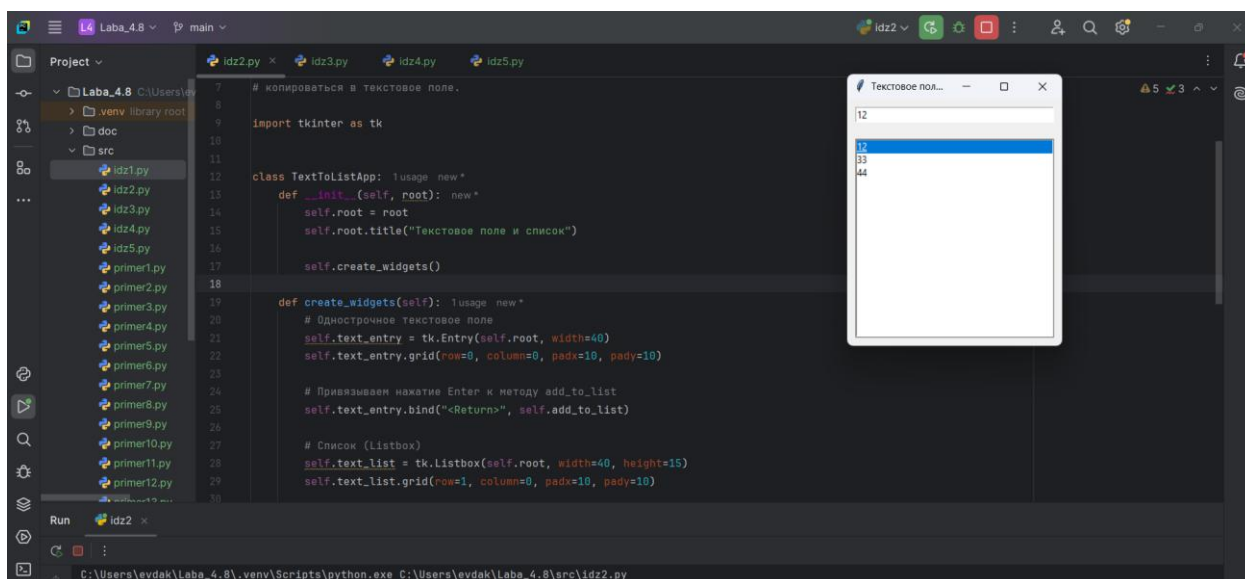 L4 Laba_4.8 main idz2
Project
idz2.py idz3.py idz4.py idz5.py
Laba_4.8 C:\Users\ev
.venv library root
doc
src
idz1.py
idz2.py
idz3.py
idz4.py
idz5.py
primer1.py
primer2.py
primer3.py
primer4.py
primer5.py
primer6.py
primer7.py
primer8.py
primer9.py
primer10.py
primer11.py
primer12.py
7 # копироваться в текстовое поле.
8
9 import tkinter as tk
10
11
12 class TextToListApp: 1 usage new *
13 def __init__(self, root): new *
14 self.root = root
15 self.root.title("Текстовое поле и список")
16
17 self.create_widgets()
18
19 def create_widgets(self): 1 usage new *
20 # Однострочное текстовое поле
21 self.text_entry = tk.Entry(self.root, width=40)
22 self.text_entry.grid(row=0, column=0, padx=10, pady=10)
23
24 # Привязываем нажатие Enter к методу add_to_list
25 self.text_entry.bind("<Return>", self.add_to_list)
26
27 # Список (Listbox)
28 self.text_list = tk.Listbox(self.root, width=40, height=15)
29 self.text_list.grid(row=1, column=0, padx=10, pady=10)
30
5 3
Текстовое пол...
12
12
33
44
Run idz2
C:\Users\evdak\Laba_4.8\.venv\Scripts\python.exe C:\Users\evdak\Laba_4.8\src\idz2.py